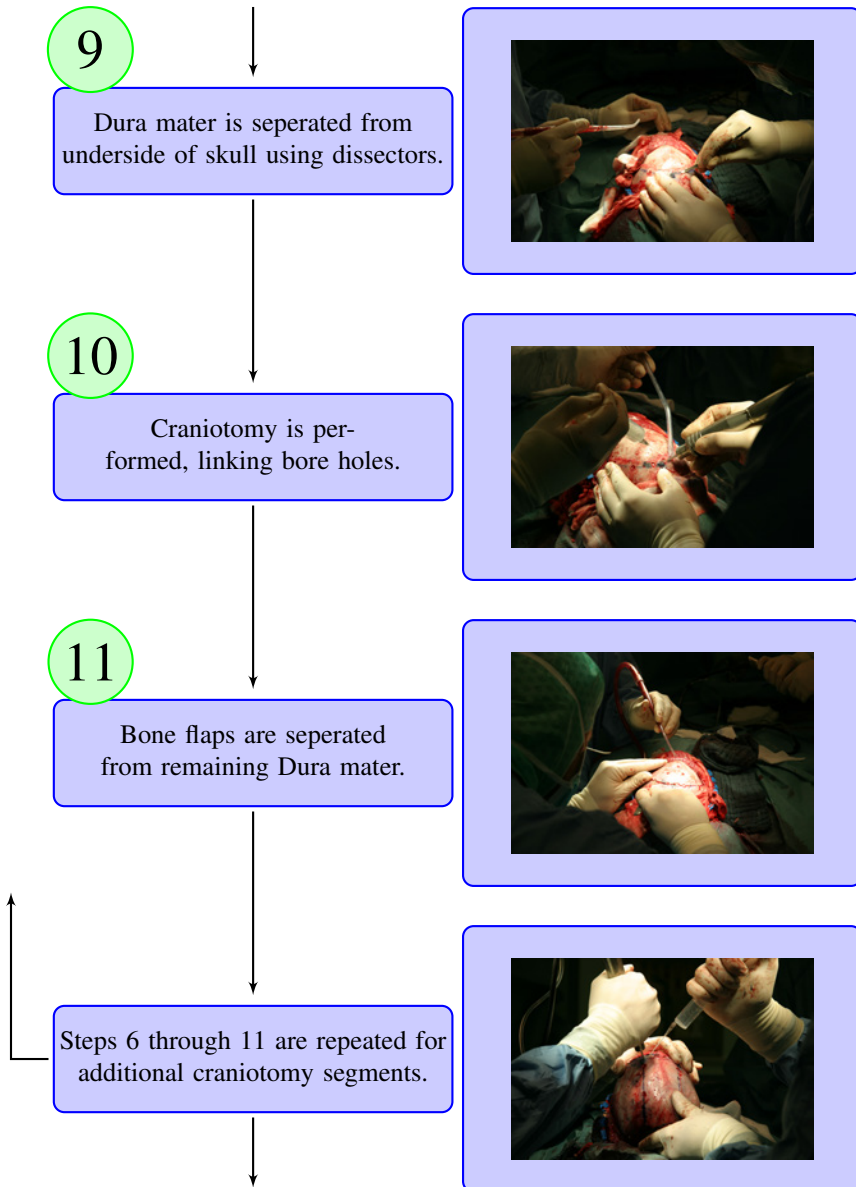 9
Dura mater is seperated from
underside of skull using dissectors.
10
Craniotomy is per-
formed, linking bore holes.
11
Bone flaps are seperated
from remaining Dura mater.
Steps 6 through 11 are repeated for
additional craniotomy segments.